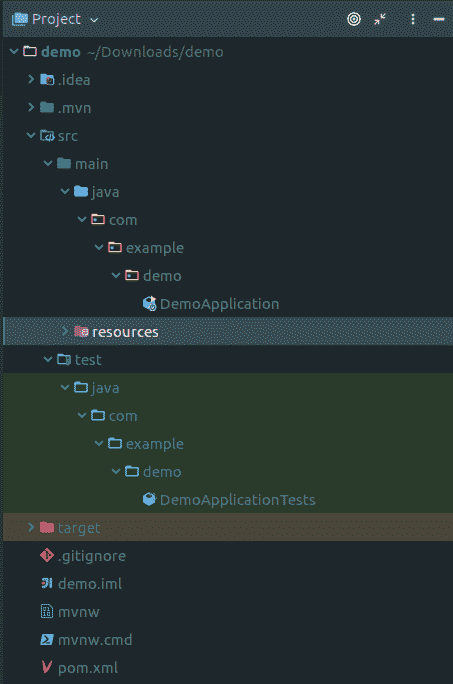 Project
demo ~/Downloads/demo
.idea
.mvn
src
main
java
com
example
demo
DemoApplication
resources
test
java
com
example
demo
DemoApplicationTests
target
.gitignore
demo.iml
mvnw
mvnw.cmd
pom.xml